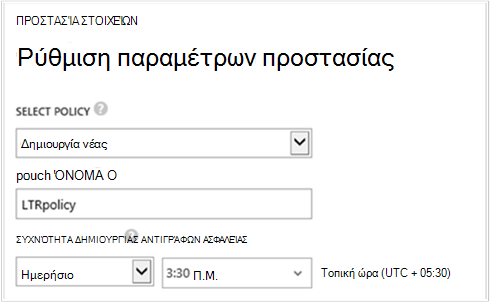 ΠΡΟΣΤΑΣΊΑ ΣΤΟΙΧΕΊΩΝ
Ρύθμιση παραμέτρων προστασίας
SELECT POLICY ?
Δημιουργία νέας
pouch ΌΝΟΜΑ Ο
LTRpolicy
ΣΥΧΝΌΤΗΤΑ ΔΗΜΙΟΥΡΓΊΑΣ ΑΝΤΙΓΡΆΦΩΝ ΑΣΦΑΛΕΊΑΣ
Ημερήσιο 3:30 Π.Μ. Τοπική ώρα (UTC + 05:30)